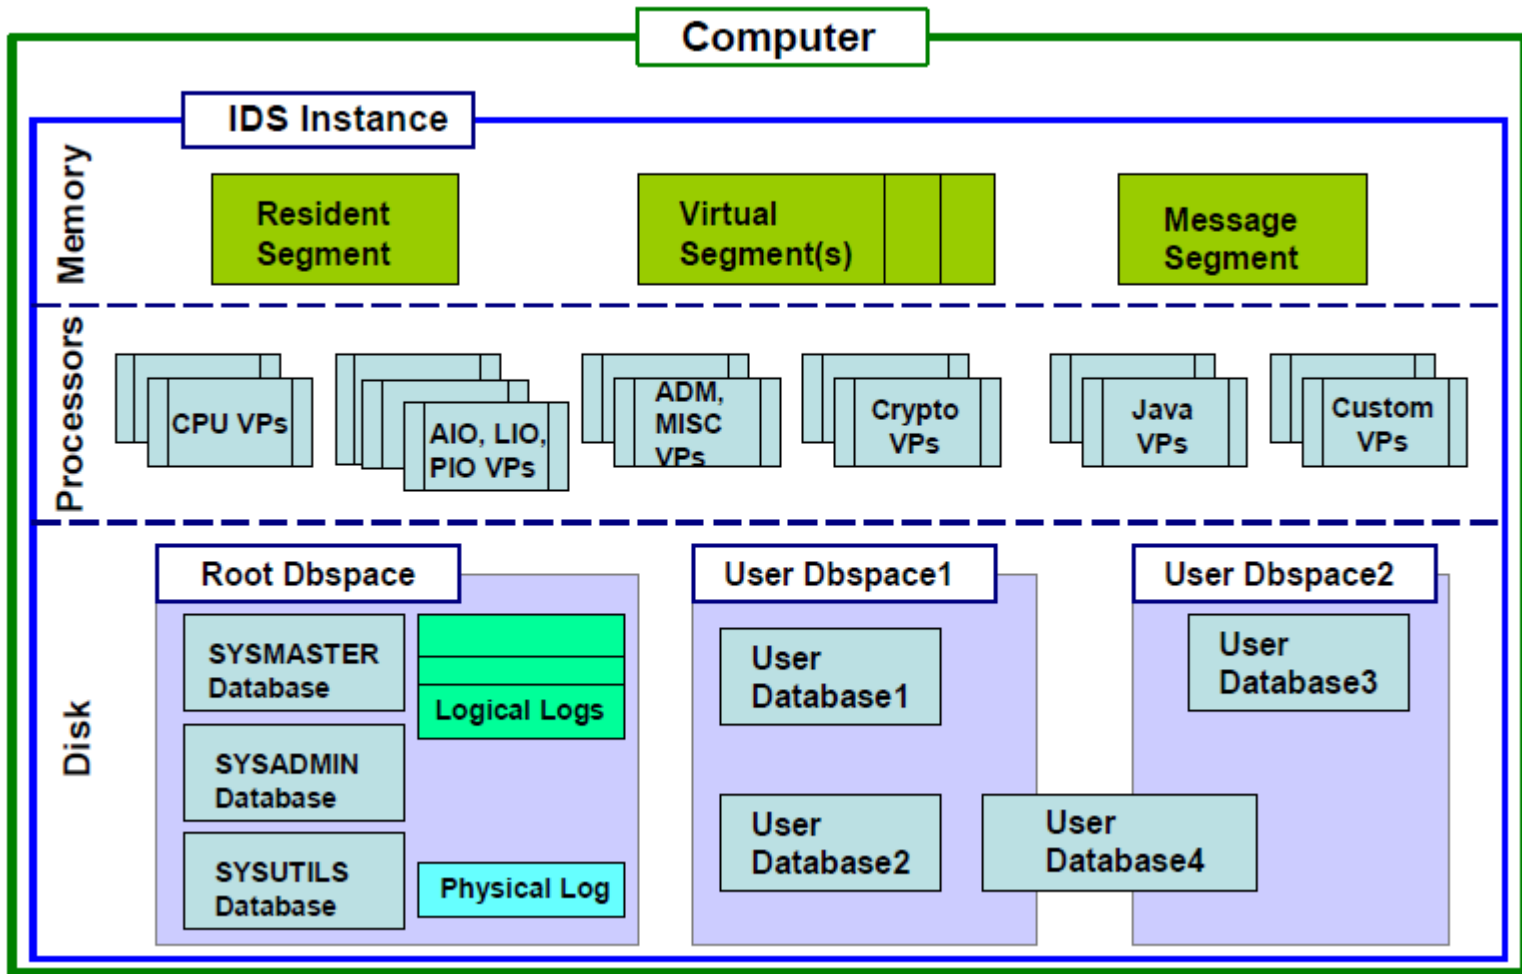 Computer
IDS Instance
Memory
Resident
Segment
Virtual
Segment(s)
Message
Segment
Processors
CPU VPs
AIO, LIO,
PIO VPs
ADM,
MISC
VPs
Crypto
VPs
Java
VPs
Custom
VPs
Disk
Root Dbspace
SYSMASTER
Database
Logical Logs
SYSADMIN
Database
SYSUTILS
Database
Physical Log
User Dbspace1
User
Database1
User
Database2
User Dbspace2
User
Database3
User
Database4